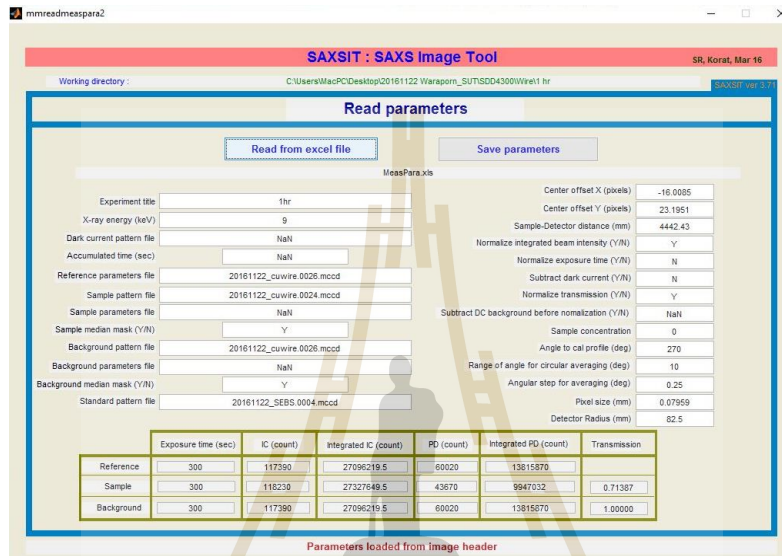 mmreadmeaspara2
SAXSIT : SAXS Image Tool
SR, Korat, Mar 16
Working directory :
C:\Users\MacPC\Desktop\20161122 Waraporn_SUT\SDD4300\Wire\1 hr
SAXSIT ver 3.71
Read parameters
Read from excel file
Save parameters
MeasPara.xls
Experiment title 1hr
X-ray energy (keV) 9
Dark current pattern file NaN
Accumulated time (sec) NaN
Reference parameters file 20161122_cuwire.0026.mccd
Sample pattern file 20161122_cuwire.0024.mccd
Sample parameters file NaN
Sample median mask (Y/N) Y
Background pattern file 20161122_cuwire.0026.mccd
Background parameters file NaN
Background median mask (Y/N) Y
Standard pattern file 20161122_SEBS.0004.mccd
Center offset X (pixels) -16.0085
Center offset Y (pixels) 23.1951
Sample-Detector distance (mm) 4442.43
Normalize integrated beam intensity (Y/N) Y
Normalize exposure time (Y/N) N
Subtract dark current (Y/N) N
Normalize transmission (Y/N) Y
Subtract DC background before nomalization (Y/N) NaN
Sample concentration 0
Angle to cal profile (deg) 270
Range of angle for circular averaging (deg) 10
Angular step for averaging (deg) 0.25
Pixel size (mm) 0.07959
Detector Radius (mm) 82.5
Exposure time (sec) IC (count) Integrated IC (count) PD (count) Integrated PD (count) Transmission
Reference 300 117390 27096219.5 60020 13815870
Sample 300 118230 27327649.5 43670 9947032 0.71387
Background 300 117390 27096219.5 60020 13815870 1.00000
Parameters loaded from image header